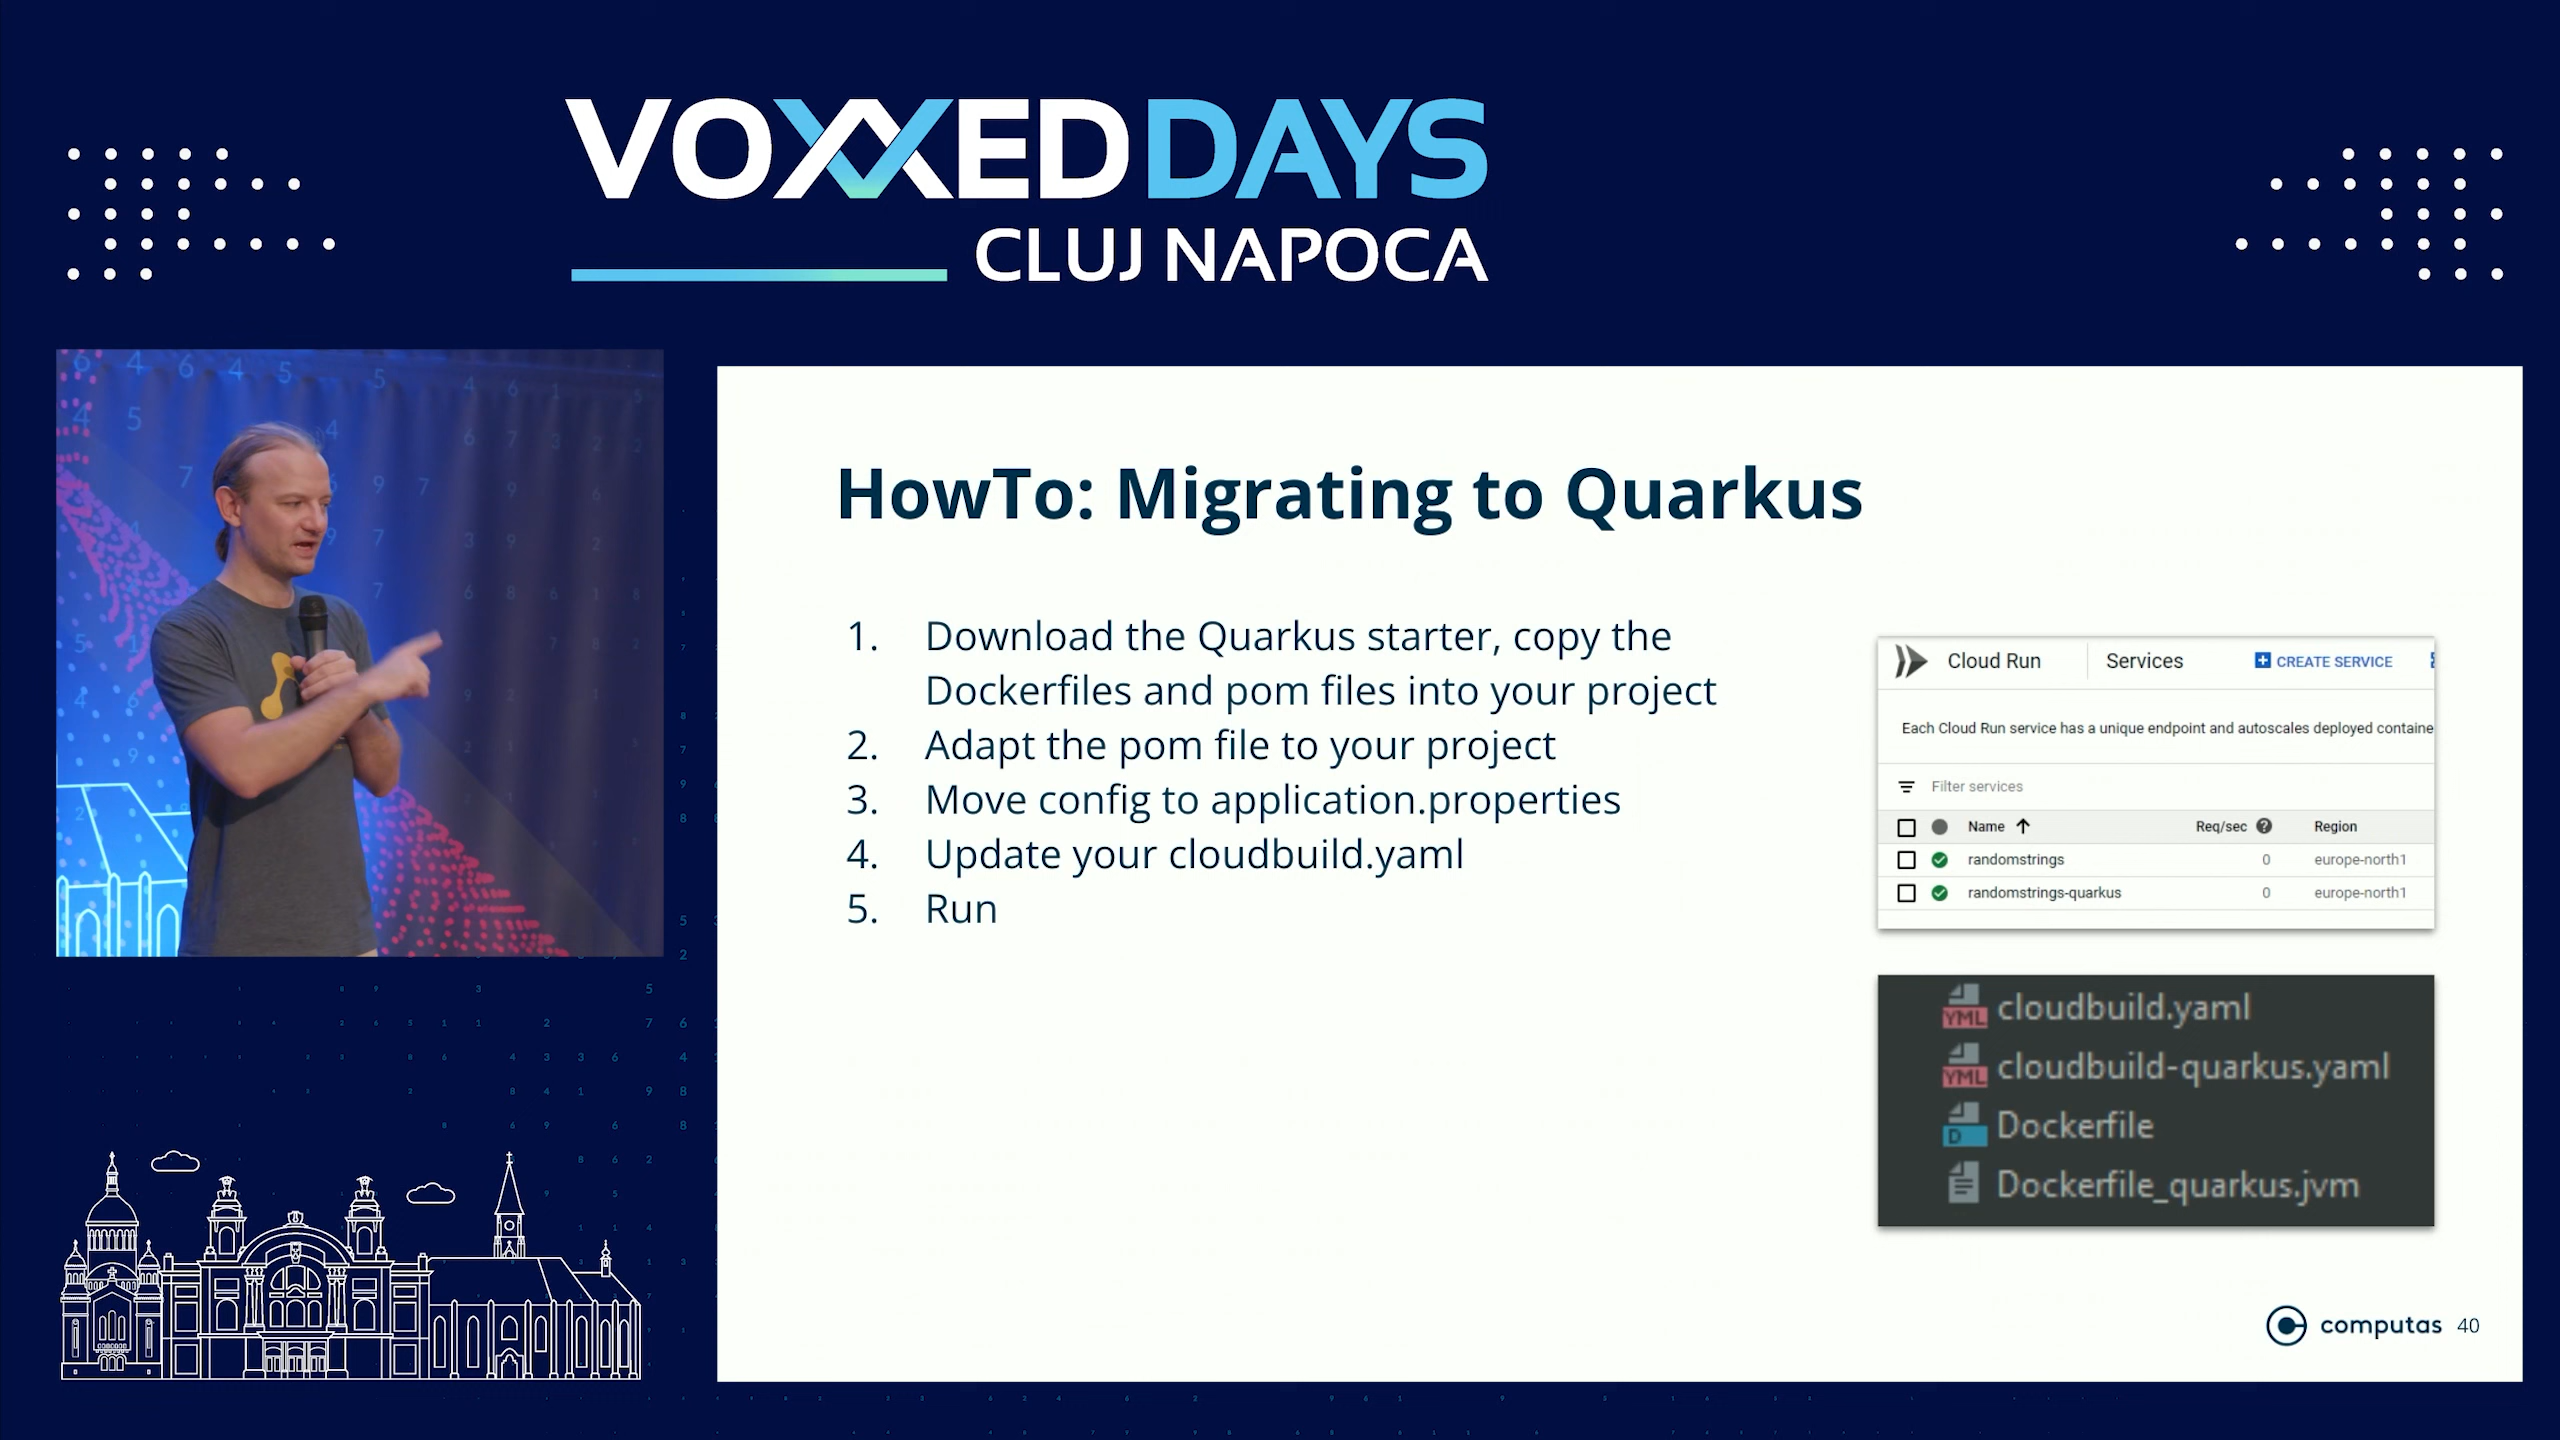 VOXXED DAYS
CLUJ NAPOCA
HowTo: Migrating to Quarkus
1. Download the Quarkus starter, copy the
Dockerfiles and pom files into your project
2. Adapt the pom file to your project
3. Move config to application.properties
4. Update your cloudbuild.yaml
5. Run
Cloud Run Services CREATE SERVICE
Each Cloud Run service has a unique endpoint and autoscales deployed containe
Filter services
Name Req/sec Region
randomstrings 0 europe-north1
randomstrings-quarkus 0 europe-north1
YML cloudbuild.yaml
YML cloudbuild-quarkus.yaml
D Dockerfile
Dockerfile_quarkus.jvm
computas 40